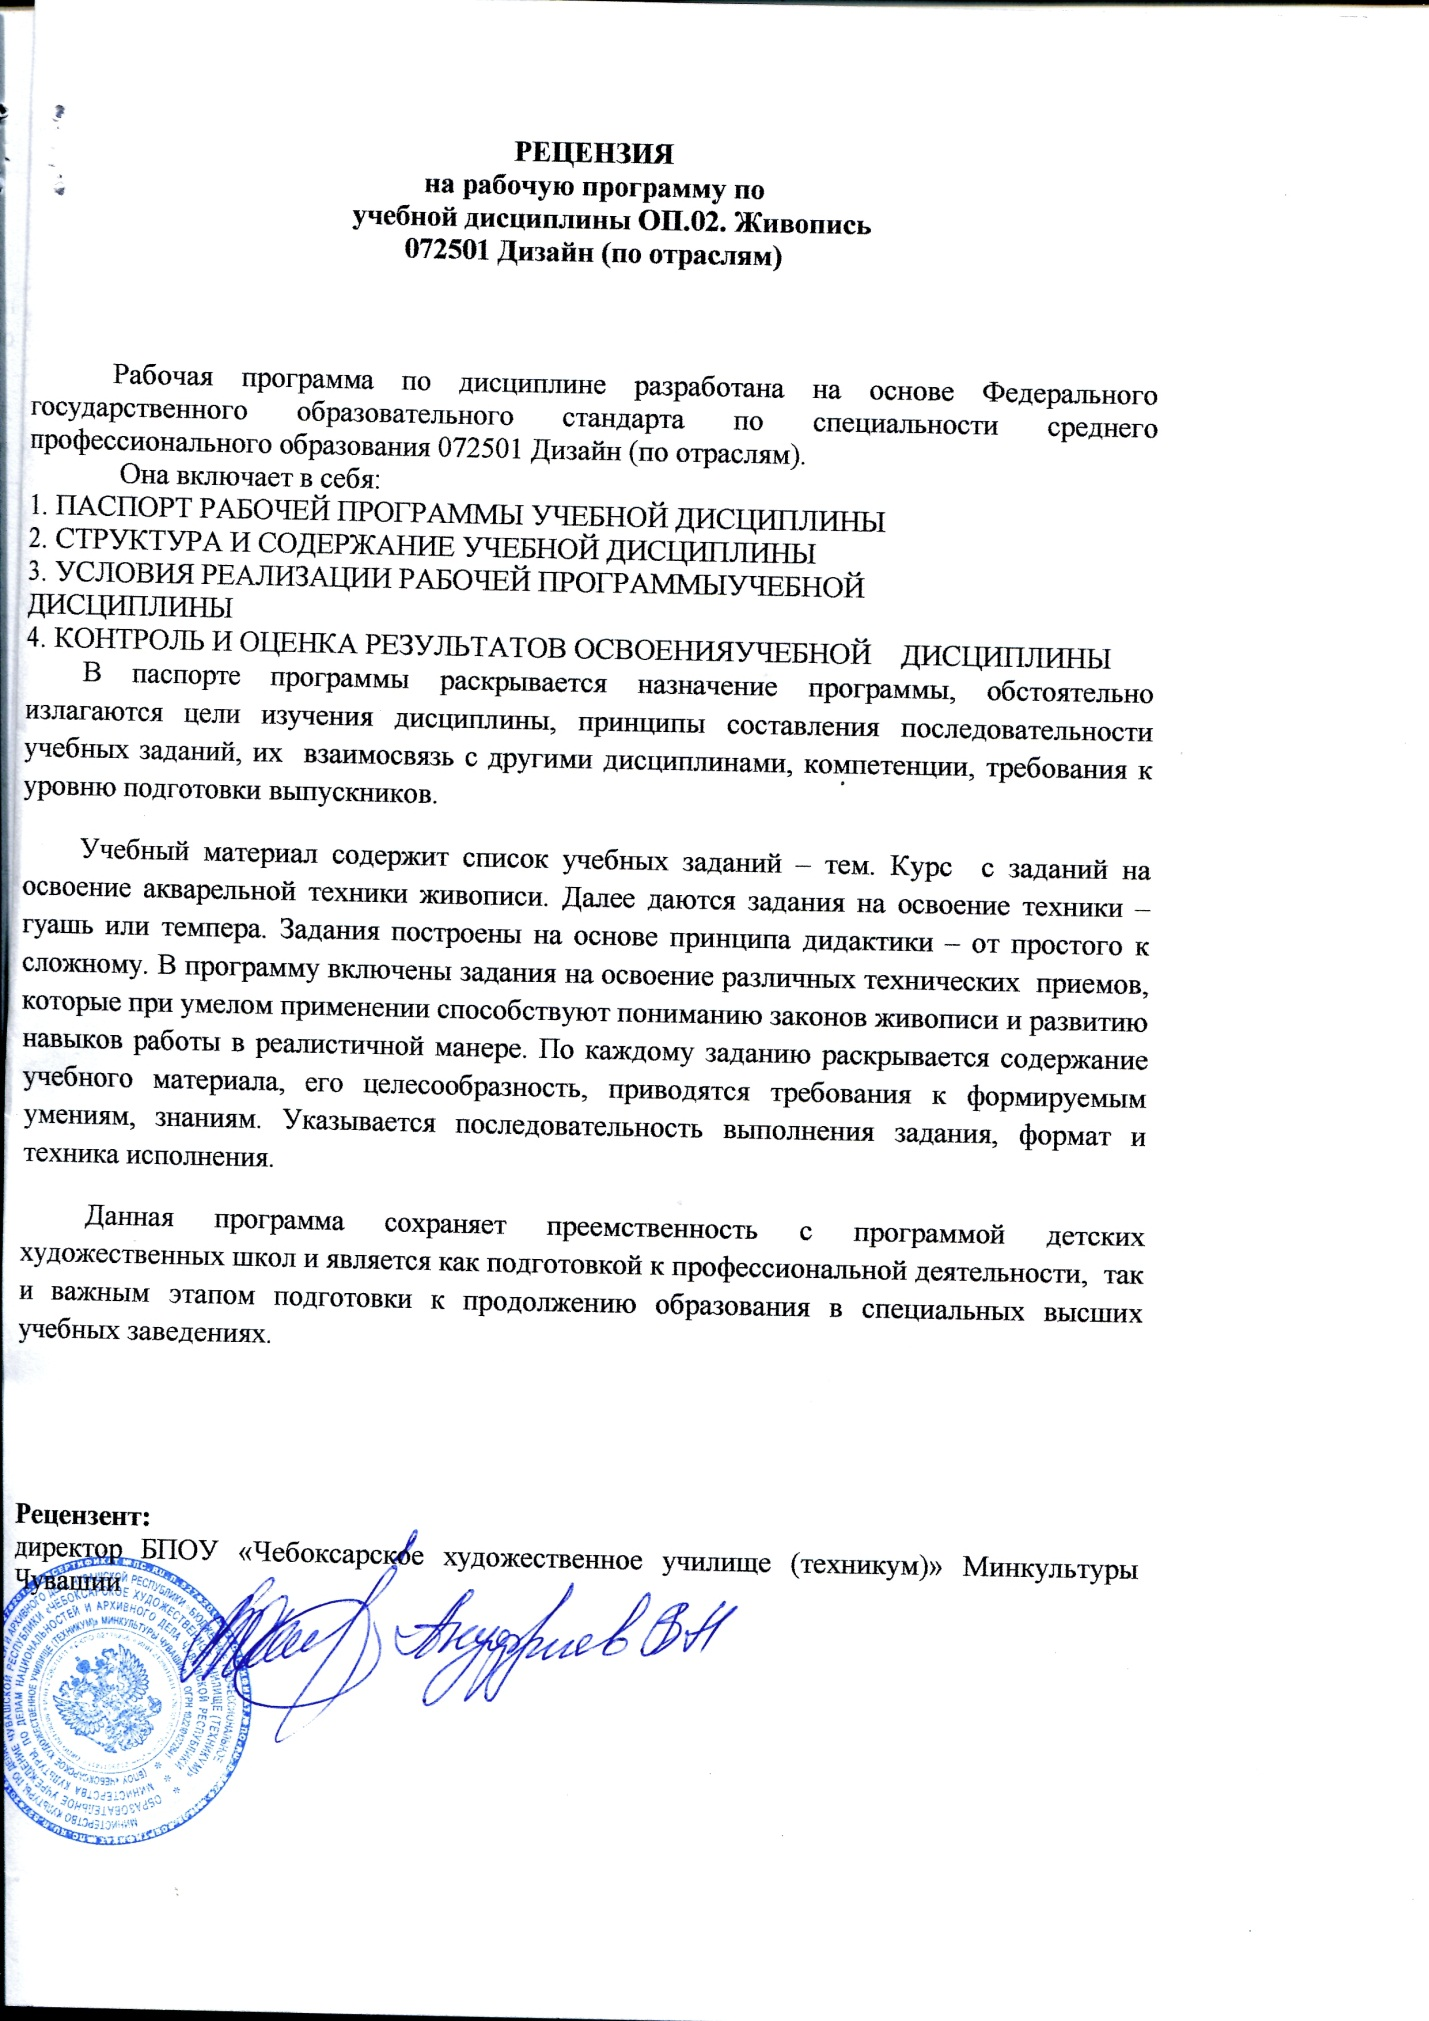 РЕЦЕНЗИЯ
на рабочую программу по
учебной дисциплины ОП.02. Живопись
072501 Дизайн (по отраслям)
Рабочая программа по дисциплине разработана на основе Федерального
государственного образовательного стандарта по специальности среднего
профессионального образования 072501 Дизайн (по отраслям).
Она включает в себя:
1. ПАСПОРТ РАБОЧЕЙ ПРОГРАММЫ УЧЕБНОЙ ДИСЦИПЛИНЫ
2. СТРУКТУРА И СОДЕРЖАНИЕ УЧЕБНОЙ ДИСЦИПЛИНЫ
3. УСЛОВИЯ РЕАЛИЗАЦИИ РАБОЧЕЙ ПРОГРАММЫУЧЕБНОЙ
ДИСЦИПЛИНЫ
4. КОНТРОЛЬ И ОЦЕНКА РЕЗУЛЬТАТОВ ОСВОЕНИЯУЧЕБНОЙ ДИСЦИПЛИНЫ
В паспорте программы раскрывается назначение программы, обстоятельно
излагаются цели изучения дисциплины, принципы составления последовательности
учебных заданий, их взаимосвязь с другими дисциплинами, компетенции, требования к
уровню подготовки выпускников.
Учебный материал содержит список учебных заданий – тем. Курс с заданий на
освоение акварельной техники живописи. Далее даются задания на освоение техники –
гуашь или темпера. Задания построены на основе принципа дидактики – от простого к
сложному. В программу включены задания на освоение различных технических приемов,
которые при умелом применении способствуют пониманию законов живописи и развитию
навыков работы в реалистичной манере. По каждому заданию раскрывается содержание
учебного материала, его целесообразность, приводятся требования к формируемым
умениям, знаниям. Указывается последовательность выполнения задания, формат и
техника исполнения.
Данная программа сохраняет преемственность с программой детских
художественных школ и является как подготовкой к профессиональной деятельности, так
и важным этапом подготовки к продолжению образования в специальных высших
учебных заведениях.
Рецензент:
директор БПОУ «Чебоксарское художественное училище (техникум)» Минкультуры
Чувашии
Ануфриев ВН